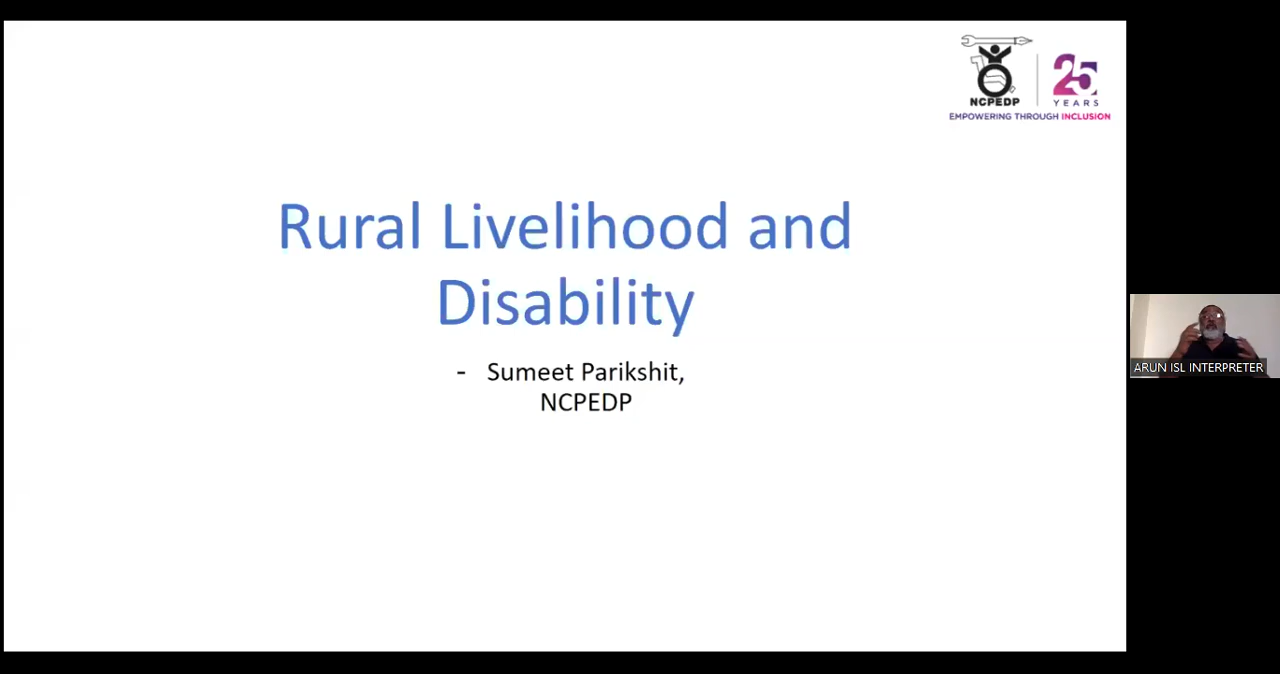 NCPEDP
25
YEARS
EMPOWERING THROUGH INCLUSION
Rural Livelihood and
Disability
- Sumeet Parikshit,
NCPEDP
ARUN ISL INTERPRETER